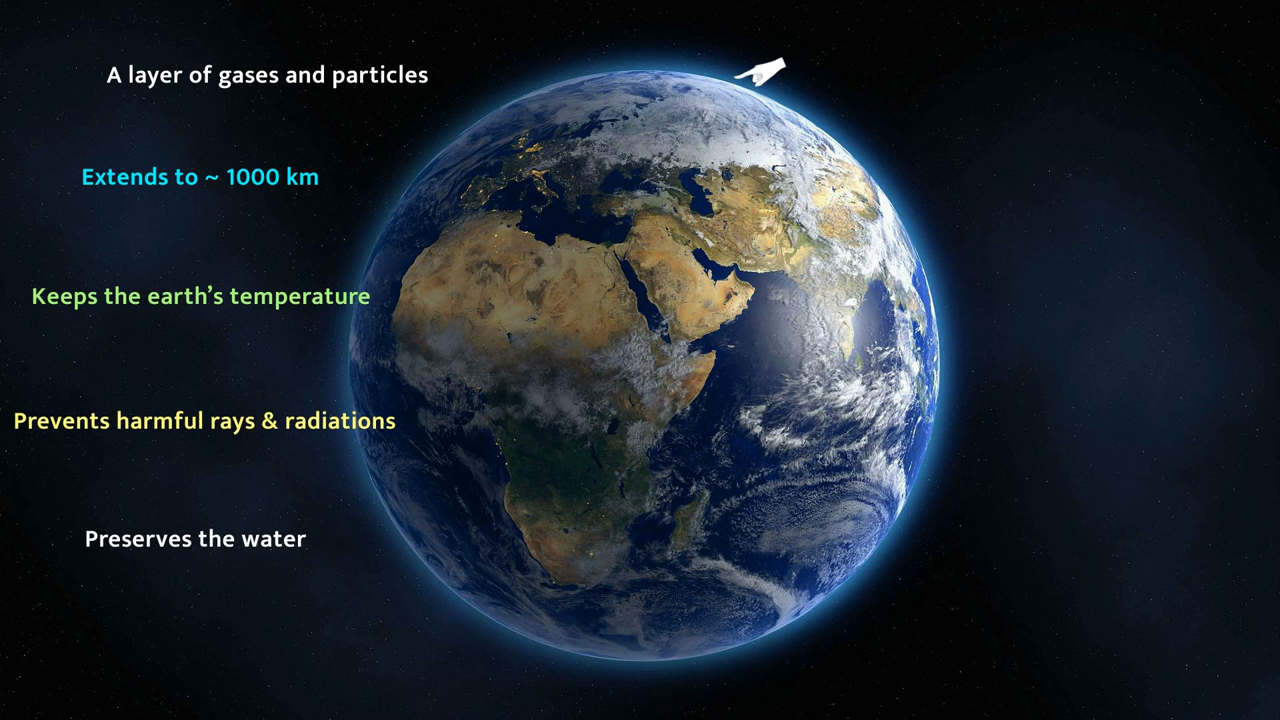 A layer of gases and particles
Extends to ~ 1000 km
Keeps the earth’s temperature
Prevents harmful rays & radiations
Preserves the water